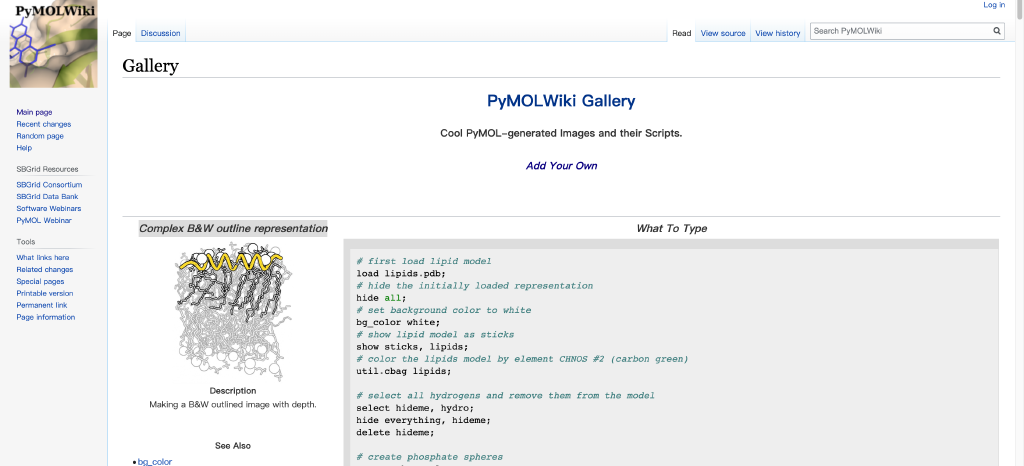 PyMOLWiki
Log in
Page
Discussion
Read
View source
View history
Search PyMOLWiki
Gallery
Main page
Recent changes
Random page
Help
SBGrid Resources
SBGrid Consortium
SBGrid Data Bank
Software Webinars
PyMOL Webinar
Tools
What links here
Related changes
Special pages
Printable version
Permanent link
Page information
PyMOLWiki Gallery
Cool PyMOL-generated Images and their Scripts.
Add Your Own
Complex B&W outline representation
Description
Making a B&W outlined image with depth.
See Also
bg_color
What To Type
# first load lipid model
load lipids.pdb;
# hide the initially loaded representation
hide all;
# set background color to white
bg_color white;
# show lipid model as sticks
show sticks, lipids;
# color the lipids model by element CHNOS #2 (carbon green)
util.cbag lipids;
# select all hydrogens and remove them from the model
select hideme, hydro;
hide everything, hideme;
delete hideme;
# create phosphate spheres